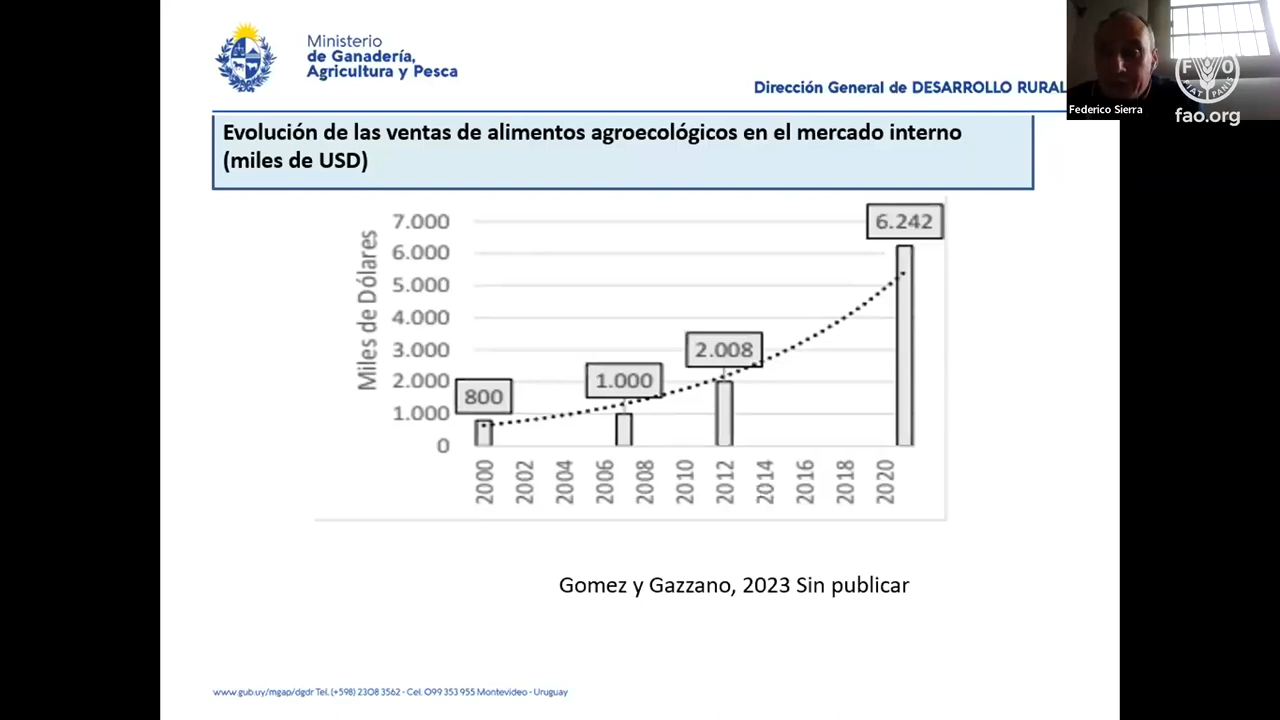 Ministerio
de Ganadería,
Agricultura y Pesca
Dirección General de DESARROLLO RURAL
Federico Sierra
F O
FIAT PANIS
fao.org
Evolución de las ventas de alimentos agroecológicos en el mercado interno
(miles de USD)
Miles de Dólares
7.000
6.000
5.000
4.000
3.000
2.000
1.000
0
800
1.000
2.008
6.242
2000
2002
2004
2006
2008
2010
2012
2014
2016
2018
2020
Gomez y Gazzano, 2023 Sin publicar
www.gub.uy/mgap/dgdr Tel. (+598) 2308 3562 - Cel. 099 353 955 Montevideo - Uruguay